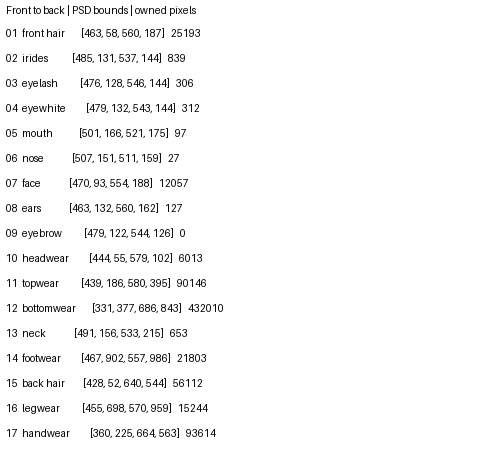 Front to back | PSD bounds | owned pixels
01 front hair [463, 58, 560, 187] 25193
02 irides [485, 131, 537, 144] 839
03 eyelash [476, 128, 546, 144] 306
04 eyewhite [479, 132, 543, 144] 312
05 mouth [501, 166, 521, 175] 97
06 nose [507, 151, 511, 159] 27
07 face [470, 93, 554, 188] 12057
08 ears [463, 132, 560, 162] 127
09 eyebrow [479, 122, 544, 126] 0
10 headwear [444, 55, 579, 102] 6013
11 topwear [439, 186, 580, 395] 90146
12 bottomwear [331, 377, 686, 843] 432010
13 neck [491, 156, 533, 215] 653
14 footwear [467, 902, 557, 986] 21803
15 back hair [428, 52, 640, 544] 56112
16 legwear [455, 698, 570, 959] 15244
17 handwear [360, 225, 664, 563] 93614